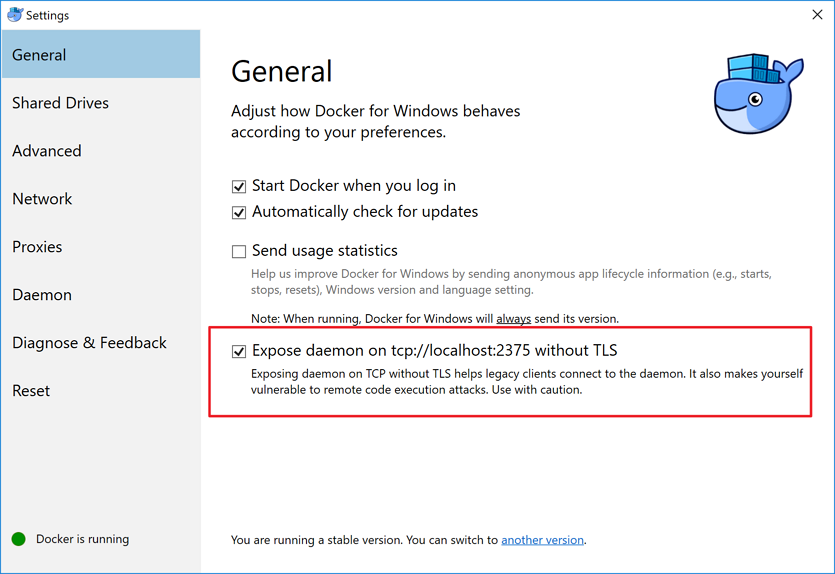 Settings
General
Shared Drives
Advanced
Network
Proxies
Daemon
Diagnose & Feedback
Reset
Docker is running
General
Adjust how Docker for Windows behaves
according to your preferences.
Start Docker when you log in
Automatically check for updates
Send usage statistics
Help us improve Docker for Windows by sending anonymous app lifecycle information (e.g., starts,
stops, resets), Windows version and language setting.
Note: When running, Docker for Windows will always send its version.
Expose daemon on tcp://localhost:2375 without TLS
Exposing daemon on TCP without TLS helps legacy clients connect to the daemon. It also makes yourself
vulnerable to remote code execution attacks. Use with caution.
You are running a stable version. You can switch to another version.